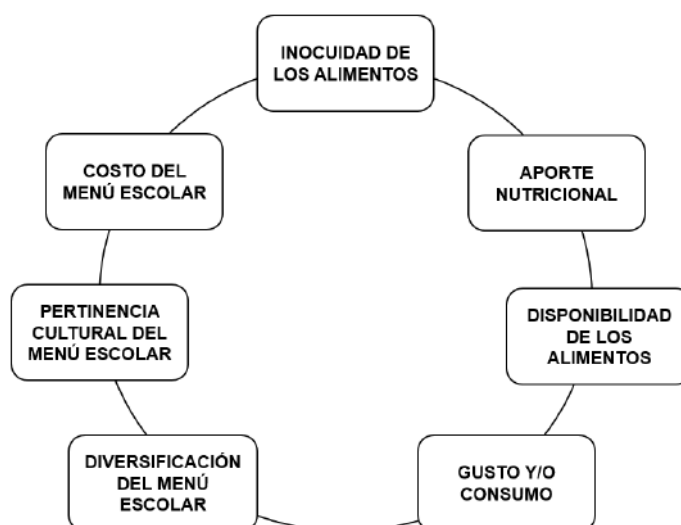 INOCUIDAD DE
LOS ALIMENTOS
APORTE
NUTRICIONAL
DISPONIBILIDAD
DE LOS
ALIMENTOS
GUSTO Y/O
CONSUMO
DIVERSIFICACIÓN
DEL MENÚ
ESCOLAR
PERTINENCIA
CULTURAL DEL
MENÚ ESCOLAR
COSTO DEL
MENÚ ESCOLAR